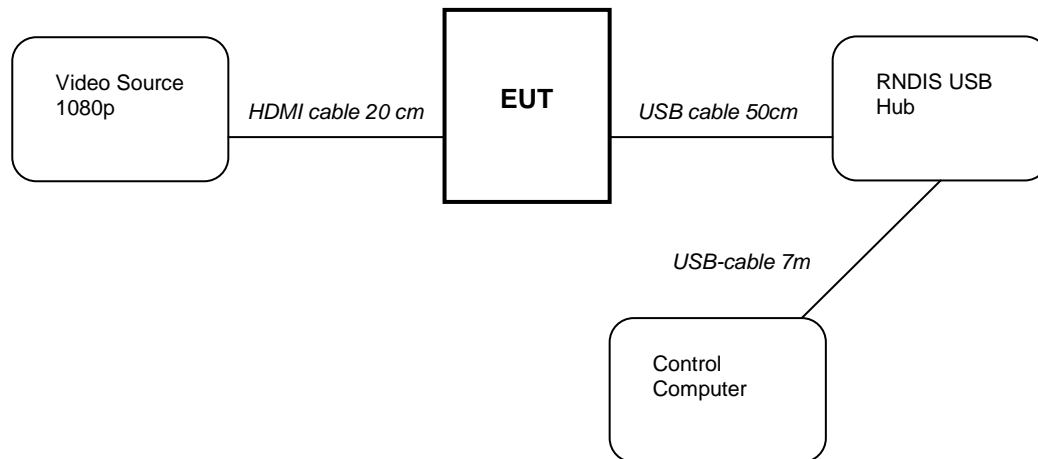 Video Source
1080p
HDMI cable 20 cm
EUT
USB cable 50cm
RNDIS USB
Hub
USB-cable 7m
Control
Computer